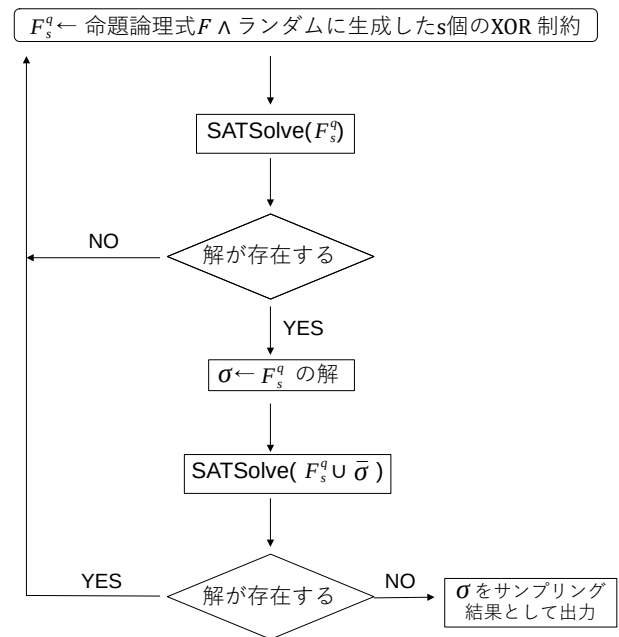 F_s^q ← 命題論理式F ∧ ランダムに生成したs個のXOR 制約
SATSolve(F_s^q)
解が存在する
NO
YES
σ← F_s^q の解
SATSolve( F_s^q ∪ σ̄ )
解が存在する
YES
NO
σをサンプリング
結果として出力